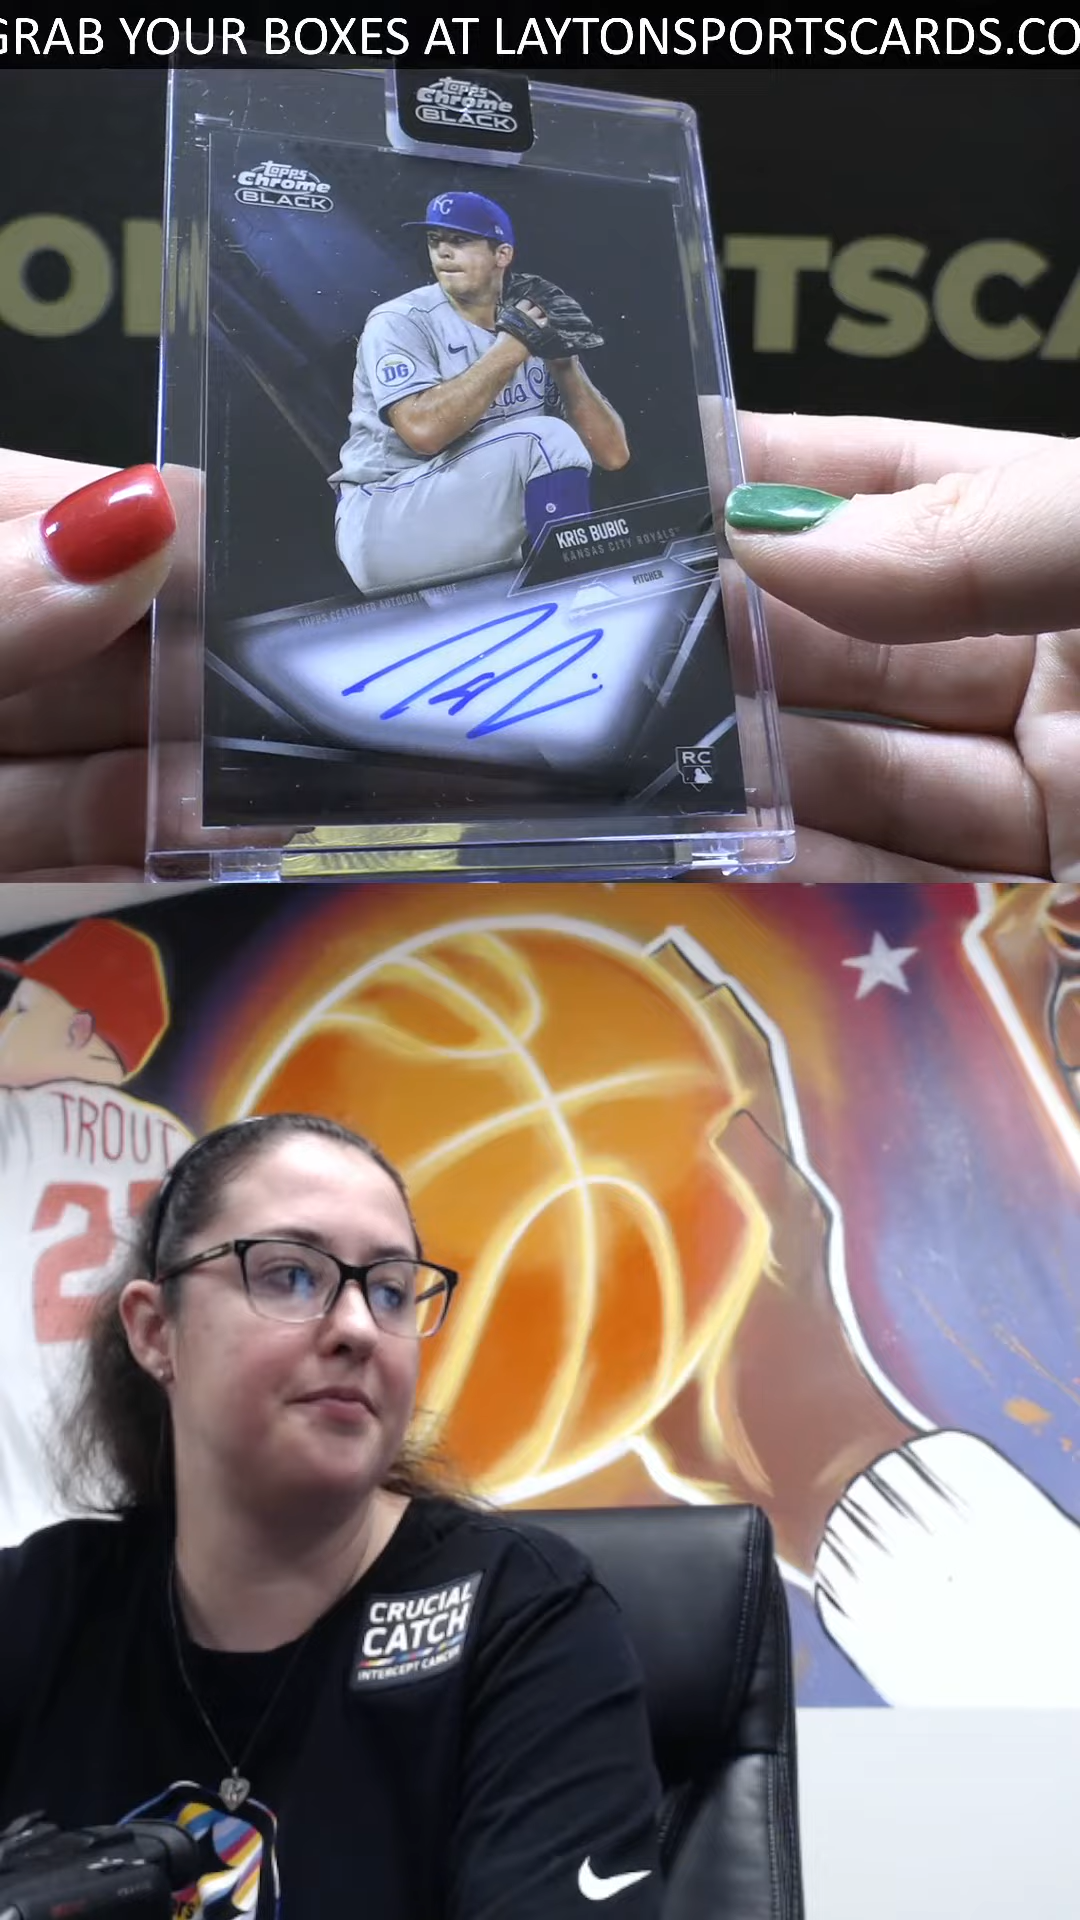 GRAB YOUR BOXES AT LAYTONSPORTSCARDS.CO
Topps
Chrome
BLACK
Topps
Chrome
BLACK
KC
TSCA
DG
KRIS BUBIC
KANSAS CITY ROYALS
PITCHER
TOPPS CERTIFIED AUTOGRAPH ISSUE
RC
TROUT
CRUCIAL
CATCH
INTERCEPT CANCER